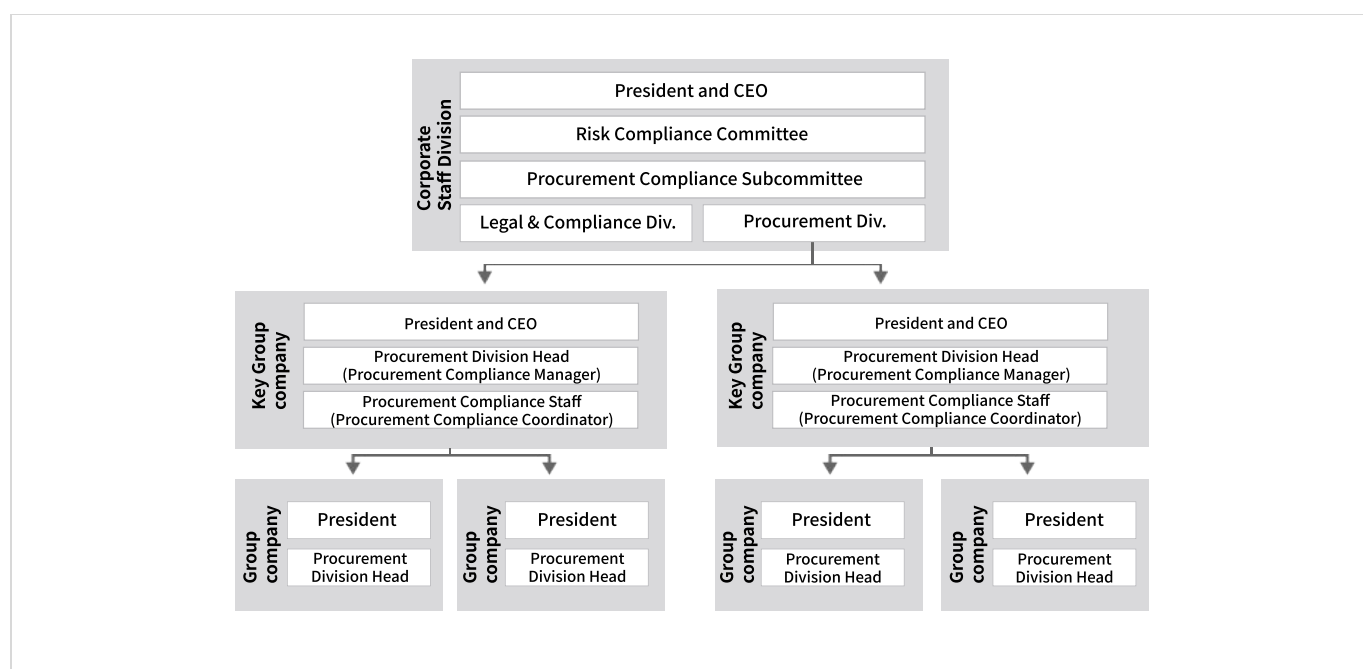 Corporate
Staff Division
President and CEO
Risk Compliance Committee
Procurement Compliance Subcommittee
Legal & Compliance Div.
Procurement Div.
Key Group
company
President and CEO
Procurement Division Head
(Procurement Compliance Manager)
Procurement Compliance Staff
(Procurement Compliance Coordinator)
Key Group
company
President and CEO
Procurement Division Head
(Procurement Compliance Manager)
Procurement Compliance Staff
(Procurement Compliance Coordinator)
Group
company
President
Procurement
Division Head
Group
company
President
Procurement
Division Head
Group
company
President
Procurement
Division Head
Group
company
President
Procurement
Division Head